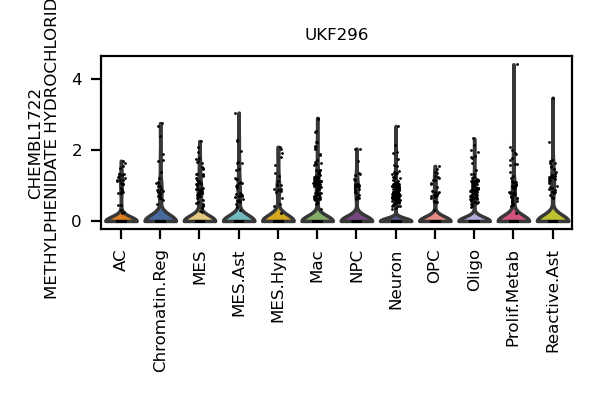 UKF296
CHEMBL1722
METHYLPHENIDATE HYDROCHLORID
4
2
0
AC
Chromatin.Reg
MES
MES.Ast
MES.Hyp
Mac
NPC
Neuron
OPC
Oligo
Prolif.Metab
Reactive.Ast